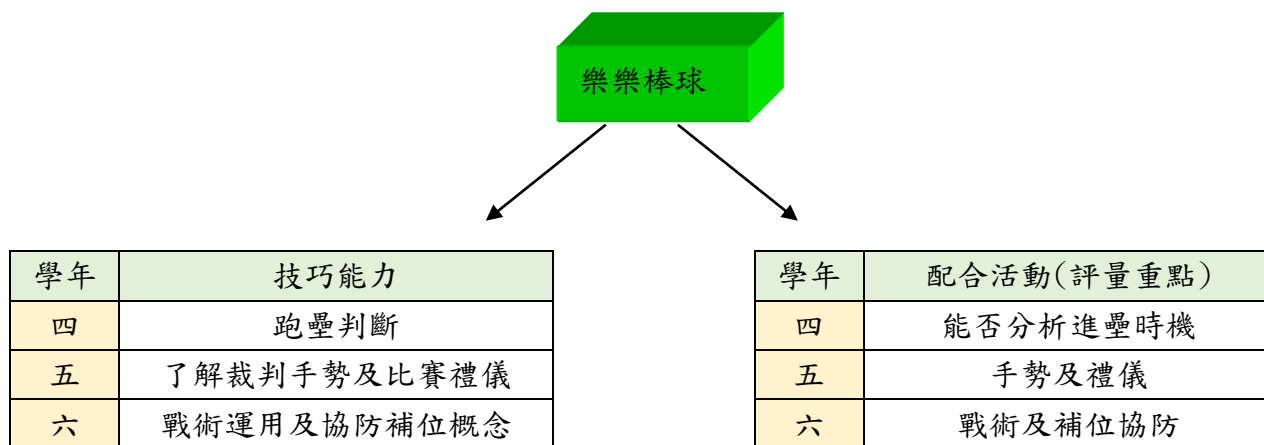 樂樂棒球
學年 技巧能力
四 跑壘判斷
五 了解裁判手勢及比賽禮儀
六 戰術運用及協防補位概念
學年 配合活動(評量重點)
四 能否分析進壘時機
五 手勢及禮儀
六 戰術及補位協防